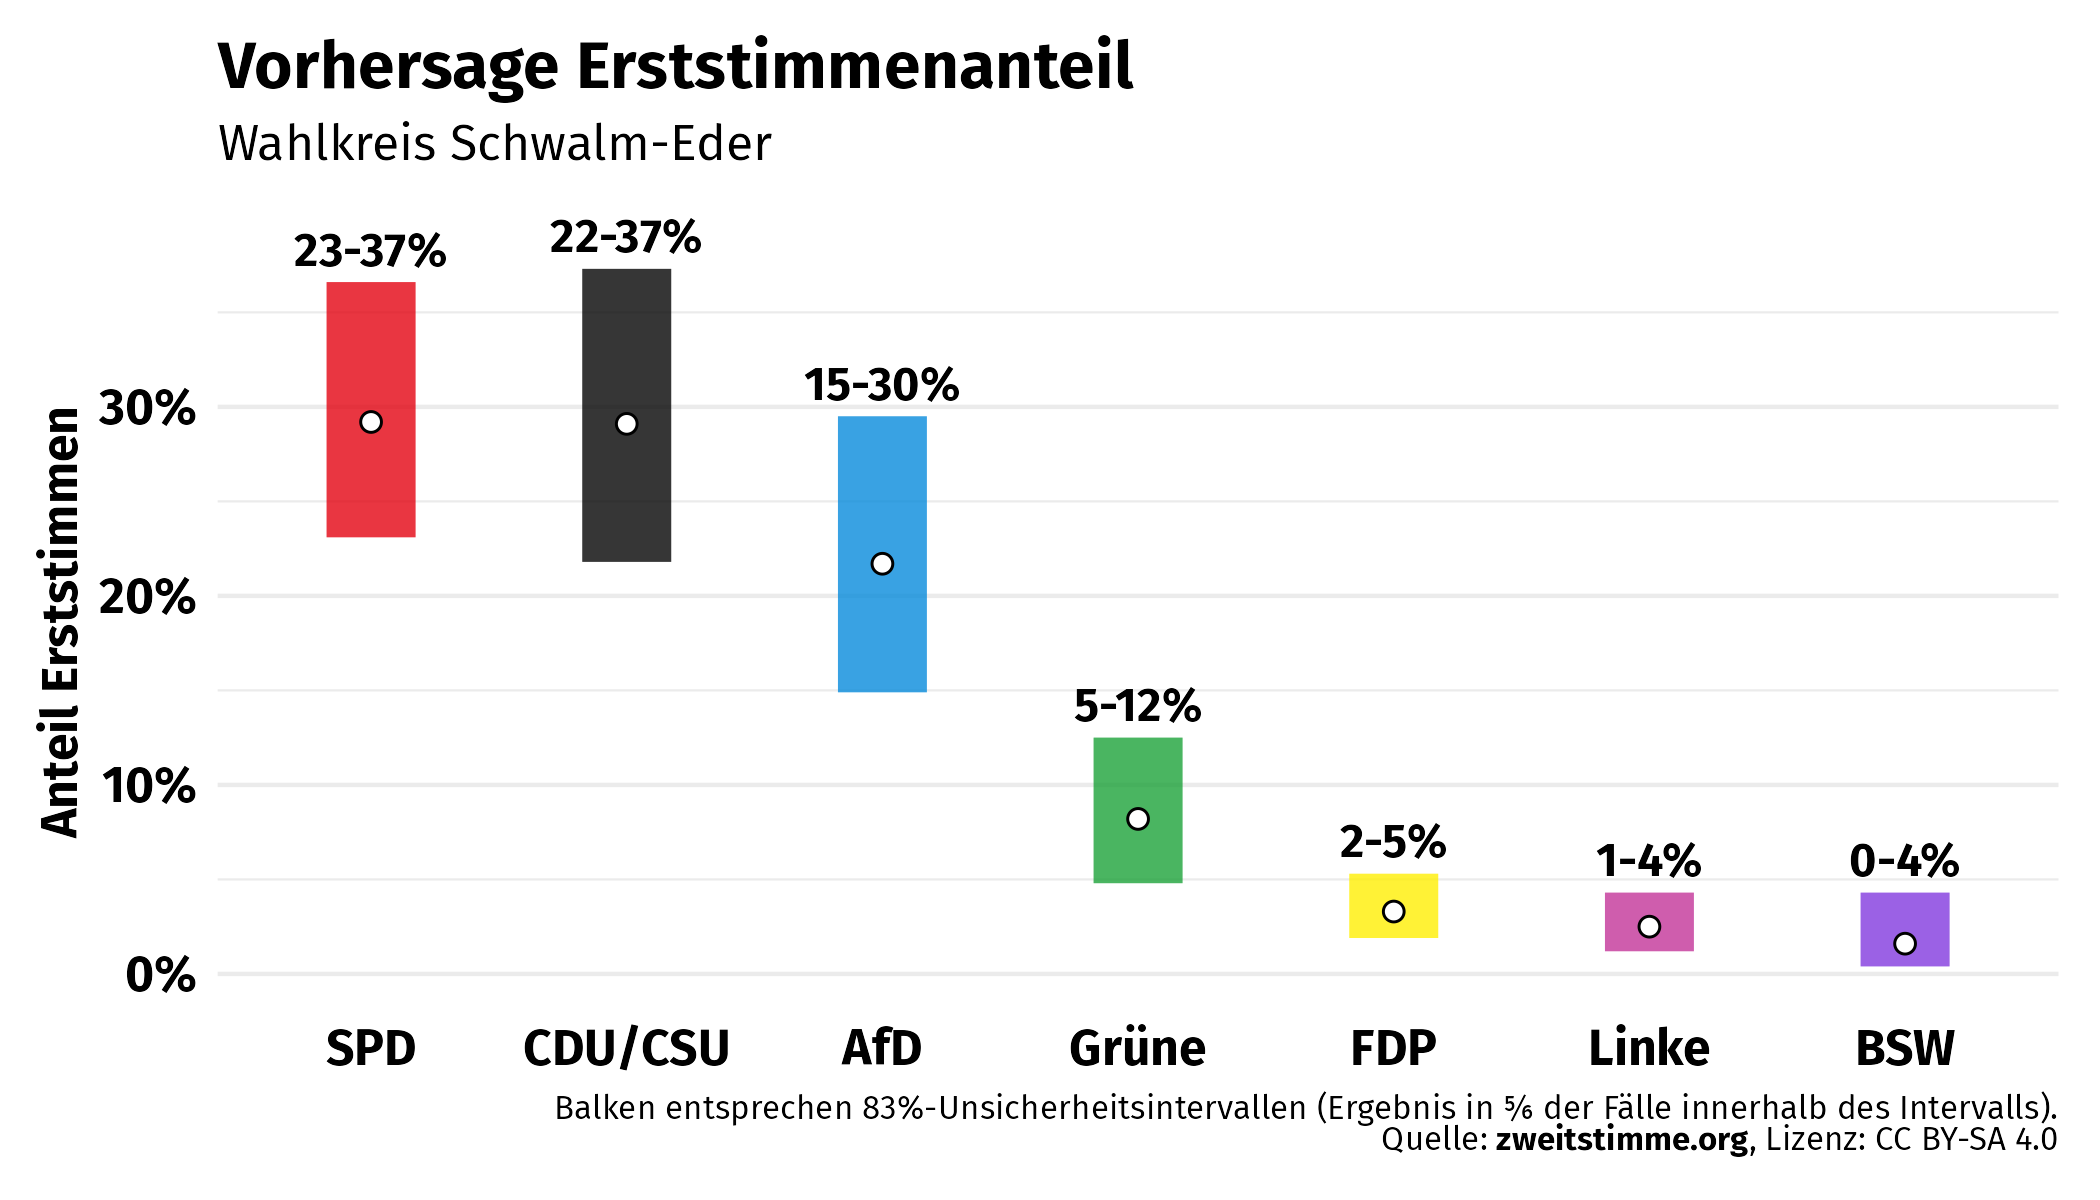 Vorhersage Erststimmenanteil
Wahlkreis Schwalm-Eder
23-37%
22-37%
15-30%
5-12%
2-5%
1-4%
0-4%
Anteil Erststimmen
30%
20%
10%
0%
SPD
CDU/CSU
AfD
Grüne
FDP
Linke
BSW
Balken entsprechen 83%-Unsicherheitsintervallen (Ergebnis in ⅚ der Fälle innerhalb des Intervalls).
Quelle: zweitstimme.org, Lizenz: CC BY-SA 4.0